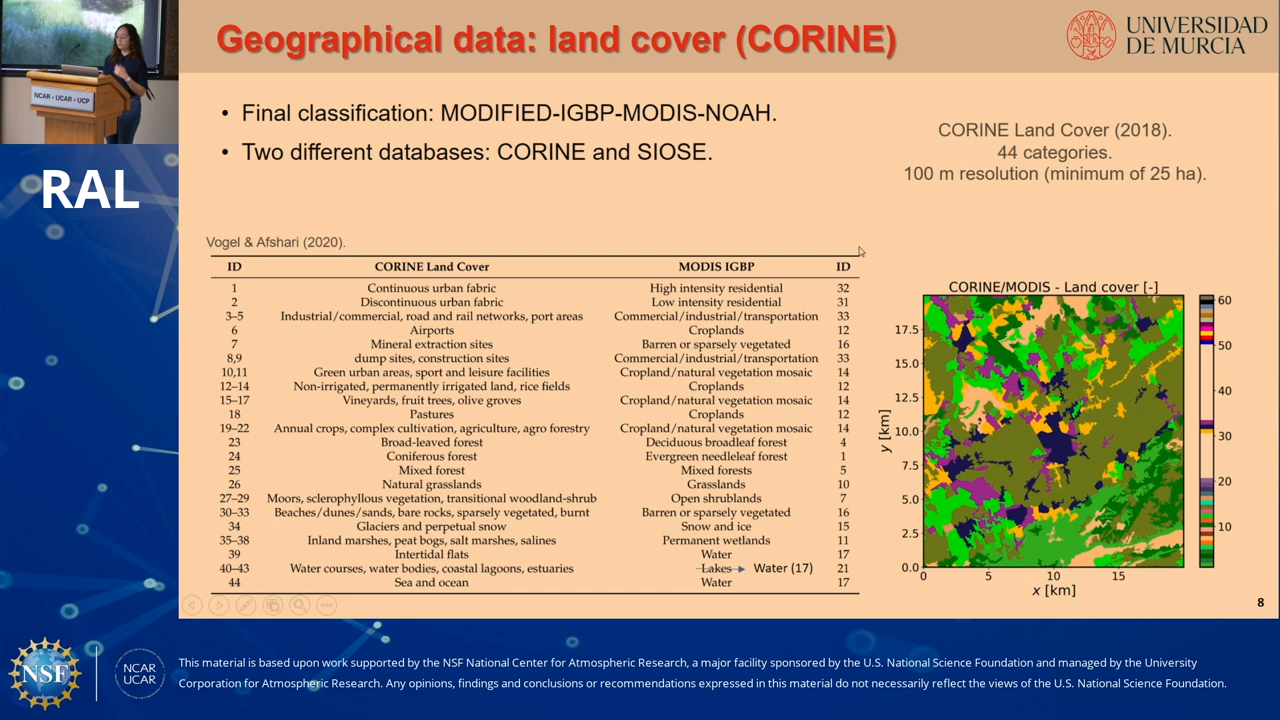 Geographical data: land cover (CORINE)
UNIVERSIDAD
DE MURCIA
NCAR • UCAR • UCP
RAL
• Final classification: MODIFIED-IGBP-MODIS-NOAH.
• Two different databases: CORINE and SIOSE.
CORINE Land Cover (2018).
44 categories.
100 m resolution (minimum of 25 ha).
Vogel & Afshari (2020).
ID CORINE Land Cover MODIS IGBP ID
1 Continuous urban fabric High intensity residential 32
2 Discontinuous urban fabric Low intensity residential 31
3–5 Industrial/commercial, road and rail networks, port areas Commercial/industrial/transportation 33
6 Airports Croplands 12
7 Mineral extraction sites Barren or sparsely vegetated 16
8,9 dump sites, construction sites Commercial/industrial/transportation 33
10,11 Green urban areas, sport and leisure facilities Cropland/natural vegetation mosaic 14
12–14 Non-irrigated, permanently irrigated land, rice fields Croplands 12
15–17 Vineyards, fruit trees, olive groves Cropland/natural vegetation mosaic 14
18 Pastures Croplands 12
19–22 Annual crops, complex cultivation, agriculture, agro forestry Cropland/natural vegetation mosaic 14
23 Broad-leaved forest Deciduous broadleaf forest 4
24 Coniferous forest Evergreen needleleaf forest 1
25 Mixed forest Mixed forests 5
26 Natural grasslands Grasslands 10
27–29 Moors, sclerophyllous vegetation, transitional woodland-shrub Open shrublands 7
30–33 Beaches/dunes/sands, bare rocks, sparsely vegetated, burnt Barren or sparsely vegetated 16
34 Glaciers and perpetual snow Snow and ice 15
35–38 Inland marshes, peat bogs, salt marshes, salines Permanent wetlands 11
39 Intertidal flats Water 17
40–43 Water courses, water bodies, coastal lagoons, estuaries Lakes Water (17) 21
44 Sea and ocean Water 17
CORINE/MODIS - Land cover [-]
17.5
15.0
12.5
10.0
7.5
5.0
2.5
0.0
y [km]
0 5 10 15
x [km]
60
50
40
30
20
10
8
NSF
NCAR
UCAR
This material is based upon work supported by the NSF National Center for Atmospheric Research, a major facility sponsored by the U.S. National Science Foundation and managed by the University
Corporation for Atmospheric Research. Any opinions, findings and conclusions or recommendations expressed in this material do not necessarily reflect the views of the U.S. National Science Foundation.